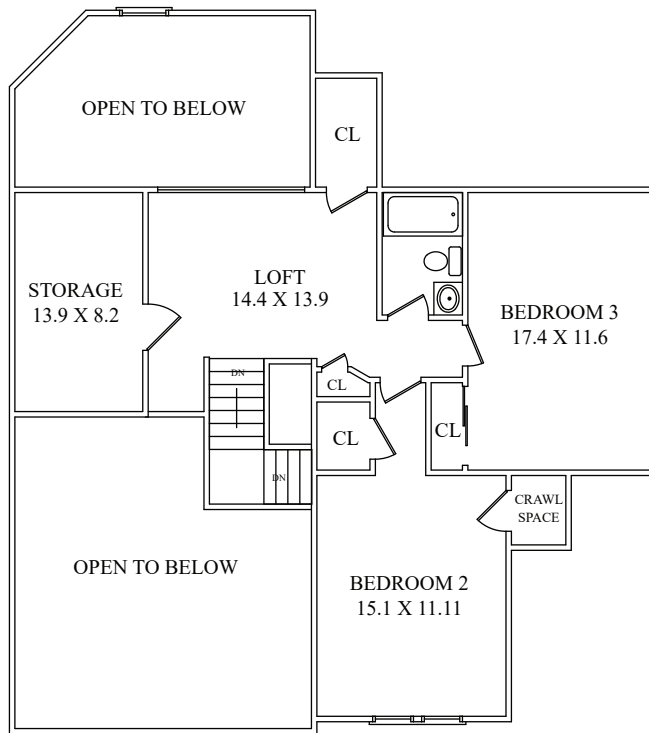 OPEN TO BELOW
CL
LOFT
14.4 X 13.9
STORAGE
13.9 X 8.2
BEDROOM 3
17.4 X 11.6
DN
CL
CL
CL
DN
CRAWL
SPACE
OPEN TO BELOW
BEDROOM 2
15.1 X 11.11